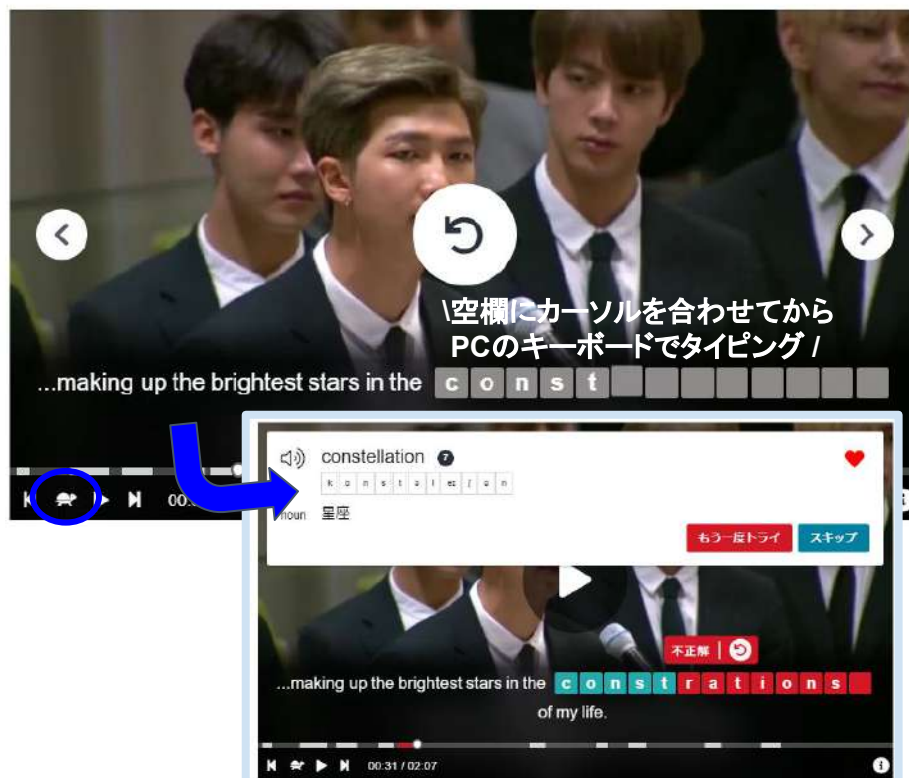 \空欄にカーソルを合わせてから
PCのキーボードでタイピング /
...making up the brightest stars in the c o n s t
00:
constellation 7
k ɒ n s t ə l eɪ ʃ ə n
noun 星座
もう一度トライ スキップ
不正解
...making up the brightest stars in the c o n s t r a t i o n s
of my life.
00:31 / 02:07